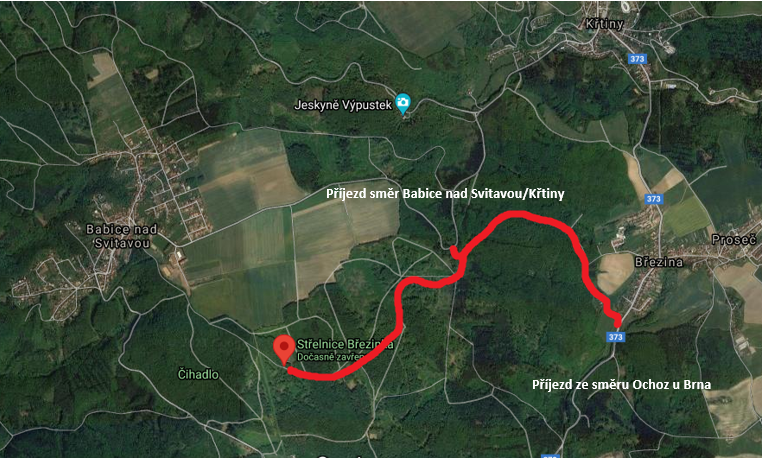 Křtiny
373
Jeskyně Výpustek
Příjezd směr Babice nad Svitavou/Křtiny
373
Babice nad
Svitavou
Proseč
Březina
373
Střelnice Březinka
Dočasně zavřeno
Čihadlo
Příjezd ze směru Ochoz u Brna